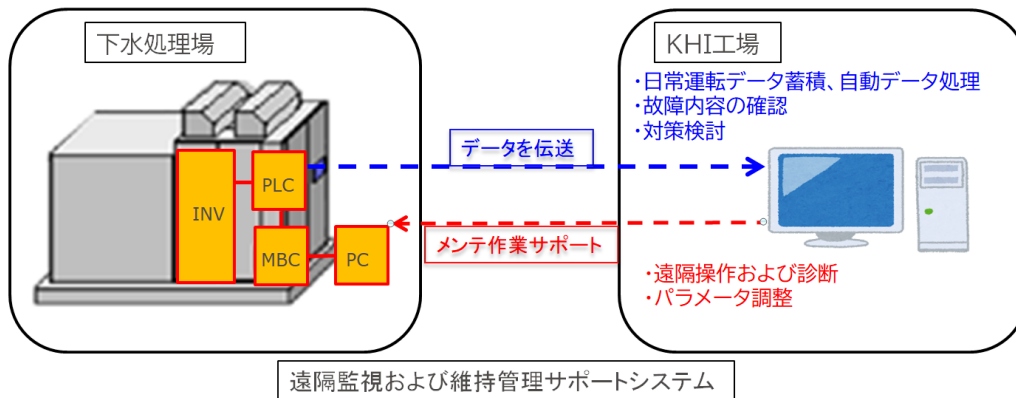 下水処理場
INV
PLC
MBC
PC
データを伝送
メンテ作業サポート
KHI工場
・日常運転データ蓄積、自動データ処理
・故障内容の確認
・対策検討
・遠隔操作および診断
・パラメータ調整
遠隔監視および維持管理サポートシステム